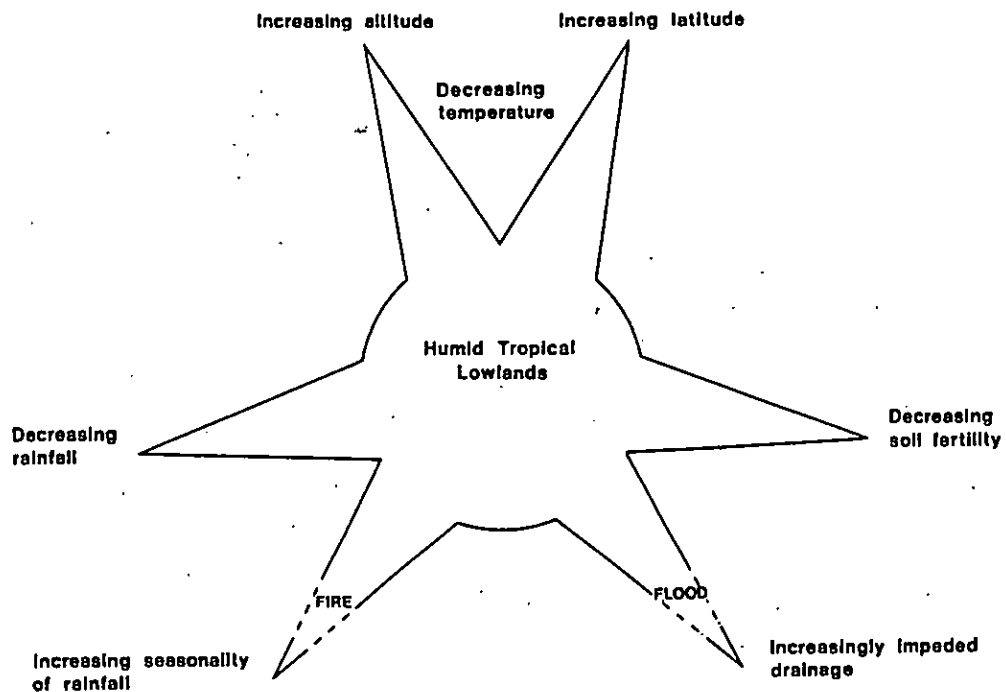 Increasing altitude
Increasing latitude
Decreasing
temperature
Humid Tropical
Lowlands
Decreasing
rainfall
Decreasing
soil fertility
FIRE
FLOOD
Increasing seasonality
of rainfall
Increasingly impeded
drainage